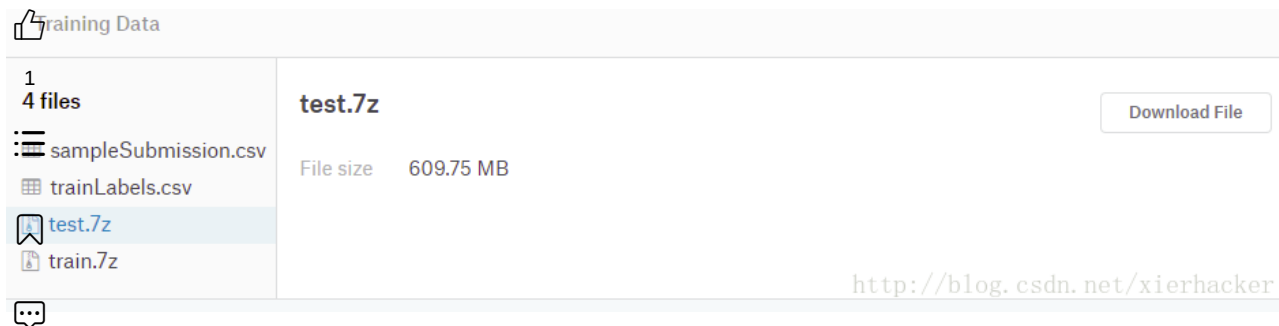 Training Data
1
4 files
sampleSubmission.csv
trainLabels.csv
test.7z
train.7z
test.7z
Download File
File size 609.75 MB
http://blog.csdn.net/xierhacker